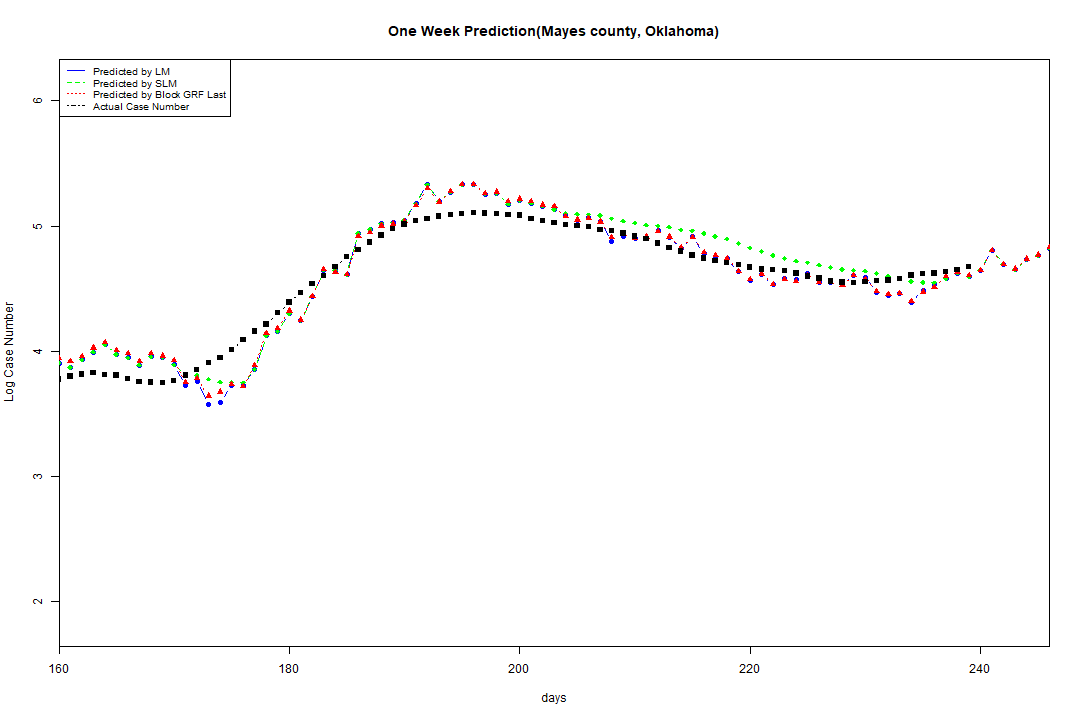 One Week Prediction(Mayes county, Oklahoma)
Predicted by LM
Predicted by SLM
Predicted by Block GRF Last
Actual Case Number
6
5
4
3
2
Log Case Number
160 180 200 220 240
days